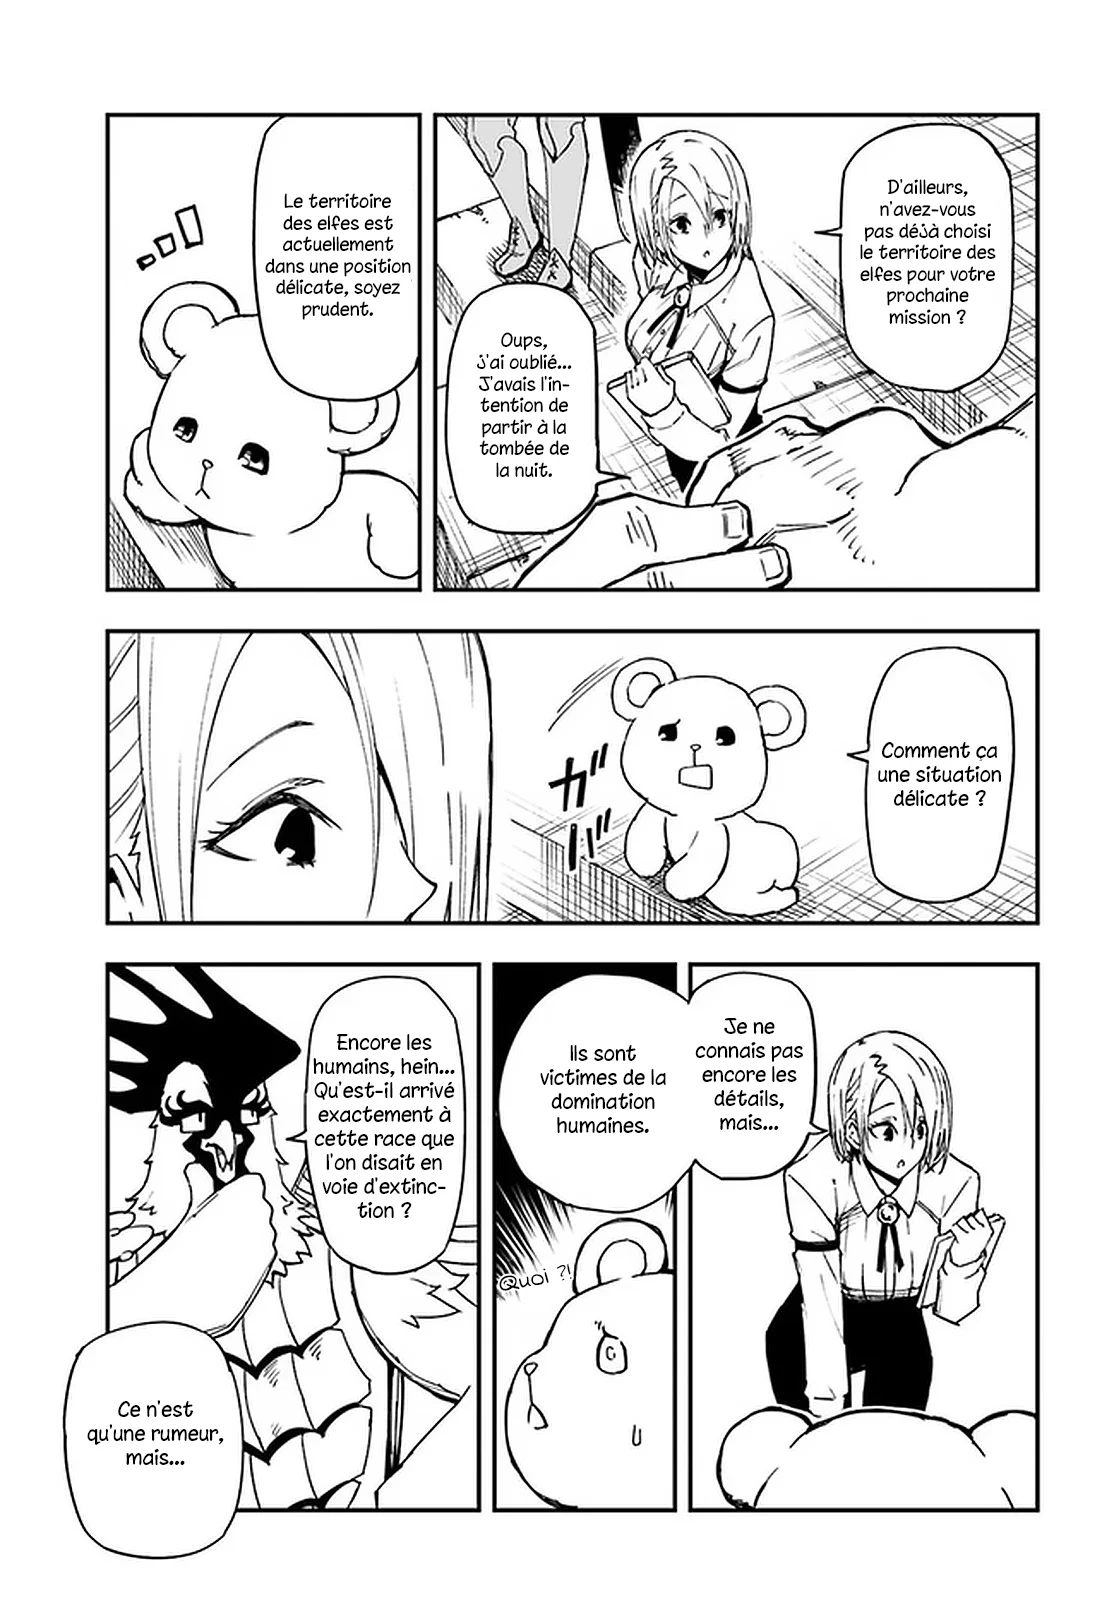 D'ailleurs,
n'avez-vous
pas déjà choisi
le territoire des
elfes pour votre
prochaine
mission ?
Oups,
j'ai oublié...
J'avais l'in-
tention de
partir à la
tombée de
la nuit.
Le territoire
des elfes est
actuellement
dans une position
délicate, soyez
prudent.
Comment ça
une situation
délicate ?
ガ
バ
Je ne
connais pas
encore les
détails,
mais...
Ils sont
victimes de la
domination
humaines.
Quoi ?!
Encore les
humains, hein...
Qu'est-il arrivé
exactement à
cette race que
l'on disait en
voie d'extinc-
tion ?
Ce n'est
qu'une rumeur,
mais...